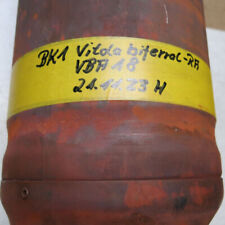 BK1 Vitola biferral-RA
VBA 18
21.11.23 H